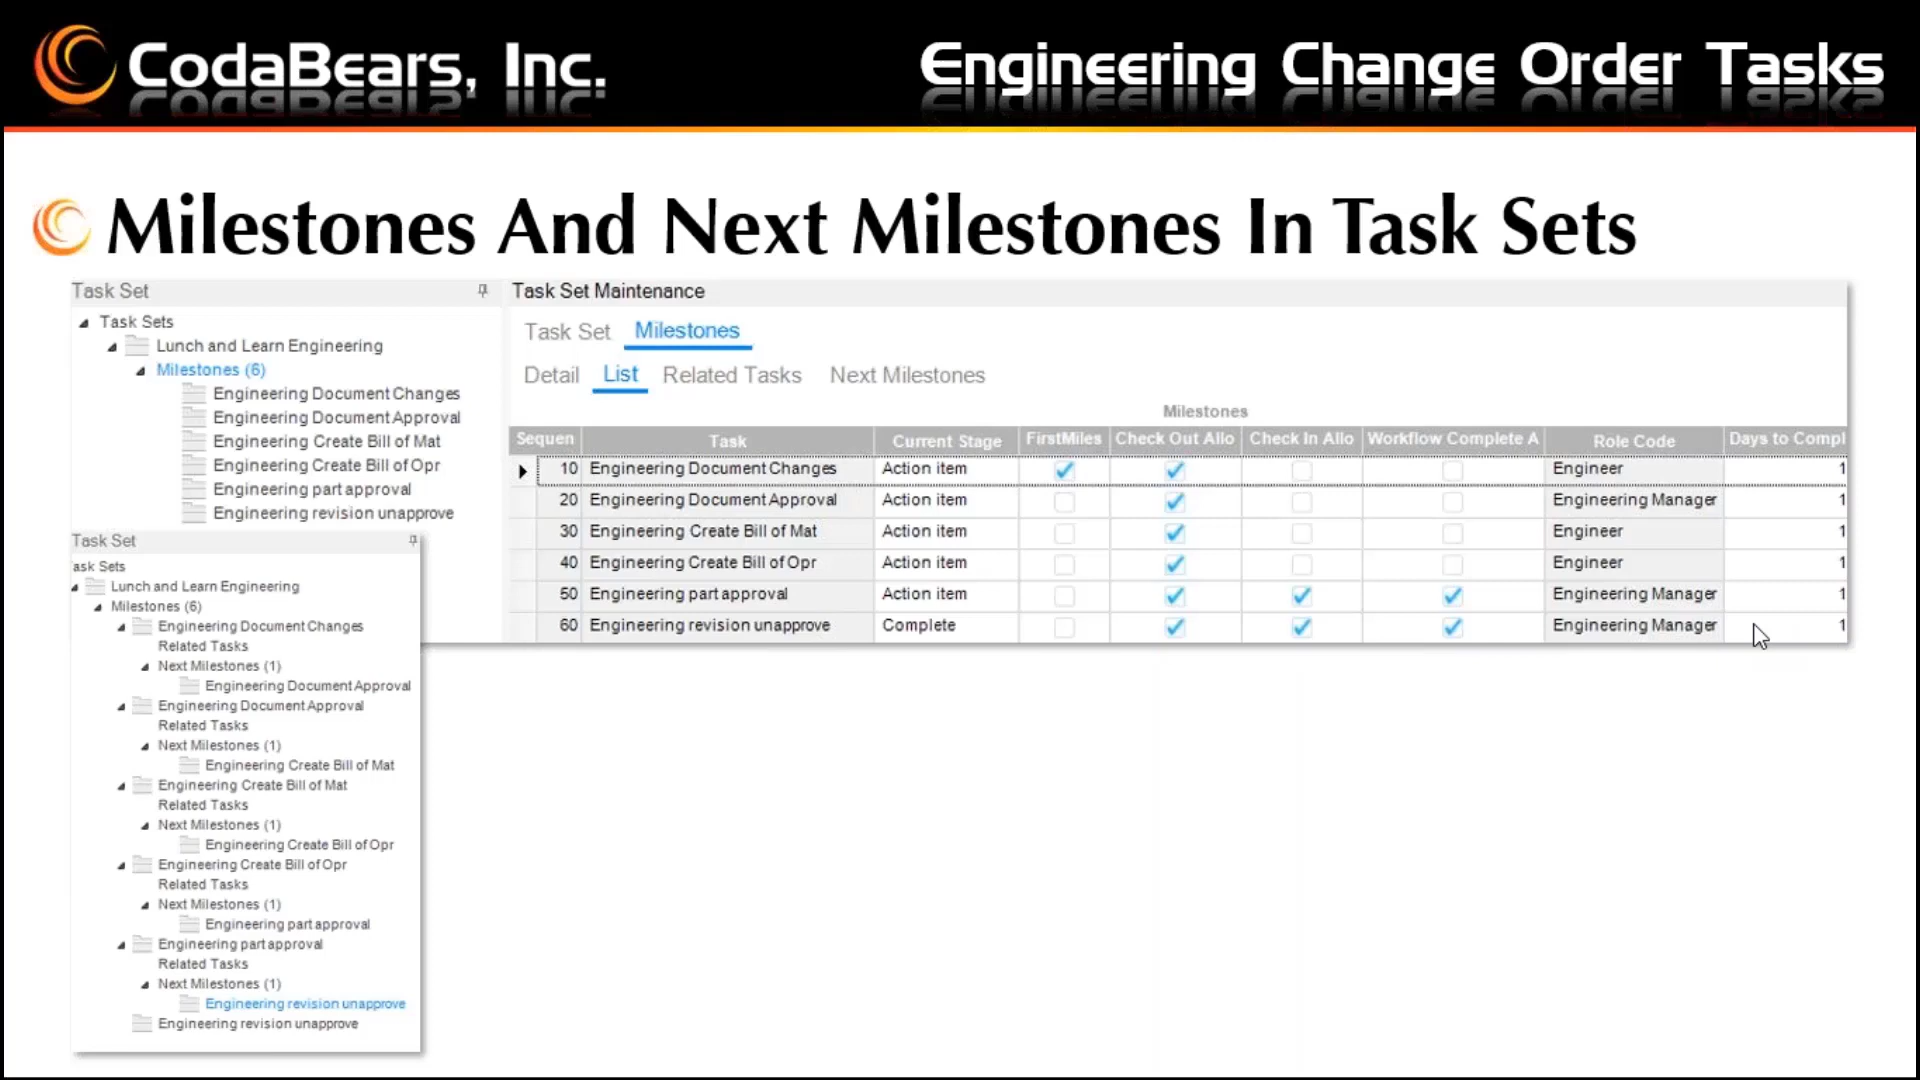 CodaBears, Inc.
Engineering Change Order Tasks
Milestones And Next Milestones In Task Sets
Task Set
Task Sets
Lunch and Learn Engineering
Milestones (6)
Engineering Document Changes
Engineering Document Approval
Engineering Create Bill of Mat
Engineering Create Bill of Opr
Engineering part approval
Engineering revision unapprove
Task Set Maintenance
Task Set Milestones
Detail List Related Tasks Next Milestones
Milestones
Sequen Task Current Stage FirstMiles Check Out Allo Check In Allo Workflow Complete A Role Code Days to Compl
10 Engineering Document Changes Action item Engineer 1
20 Engineering Document Approval Action item Engineering Manager 1
30 Engineering Create Bill of Mat Action item Engineer 1
40 Engineering Create Bill of Opr Action item Engineer 1
50 Engineering part approval Action item Engineering Manager 1
60 Engineering revision unapprove Complete Engineering Manager 1
Task Set
ask Sets
Lunch and Learn Engineering
Milestones (6)
Engineering Document Changes
Related Tasks
Next Milestones (1)
Engineering Document Approval
Engineering Document Approval
Related Tasks
Next Milestones (1)
Engineering Create Bill of Mat
Engineering Create Bill of Mat
Related Tasks
Next Milestones (1)
Engineering Create Bill of Opr
Engineering Create Bill of Opr
Related Tasks
Next Milestones (1)
Engineering part approval
Engineering part approval
Related Tasks
Next Milestones (1)
Engineering revision unapprove
Engineering revision unapprove